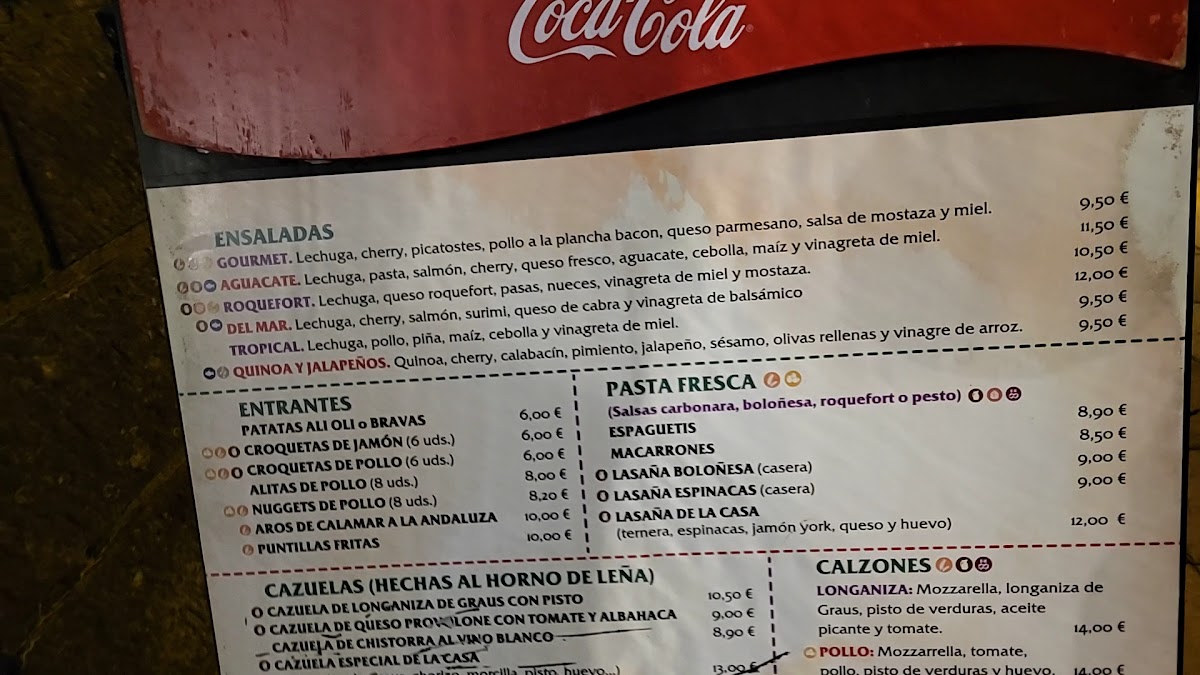 Coca-Cola
ENSALADAS
GOURMET. Lechuga, cherry, picatostes, pollo a la plancha bacon, queso parmesano, salsa de mostaza y miel. 9,50 €
AGUACATE. Lechuga, pasta, salmón, cherry, queso fresco, aguacate, cebolla, maíz y vinagreta de miel. 11,50 €
ROQUEFORT. Lechuga, queso roquefort, pasas, nueces, vinagreta de miel y mostaza. 10,50 €
DEL MAR. Lechuga, cherry, salmón, surimi, queso de cabra y vinagreta de balsámico 12,00 €
TROPICAL. Lechuga, pollo, piña, maíz, cebolla y vinagreta de miel. 9,50 €
QUINOA Y JALAPEÑOS. Quinoa, cherry, calabacín, pimiento, jalapeño, sésamo, olivas rellenas y vinagre de arroz. 9,50 €
ENTRANTES
PATATAS ALI OLI o BRAVAS 6,00 €
CROQUETAS DE JAMÓN (6 uds.) 6,00 €
CROQUETAS DE POLLO (6 uds.) 6,00 €
ALITAS DE POLLO (8 uds.) 8,00 €
NUGGETS DE POLLO (8 uds.) 8,20 €
AROS DE CALAMAR A LA ANDALUZA 10,00 €
PUNTILLAS FRITAS 10,00 €
PASTA FRESCA
(Salsas carbonara, boloñesa, roquefort o pesto)
ESPAGUETIS 8,90 €
MACARRONES 8,50 €
LASAÑA BOLOÑESA (casera) 9,00 €
LASAÑA ESPINACAS (casera) 9,00 €
LASAÑA DE LA CASA
(ternera, espinacas, jamón york, queso y huevo) 12,00 €
CAZUELAS (HECHAS AL HORNO DE LEÑA)
CAZUELA DE LONGANIZA DE GRAUS CON PISTO 10,50 €
CAZUELA DE QUESO PROVOLONE CON TOMATE Y ALBAHACA 9,00 €
CAZUELA DE CHISTORRA AL VINO BLANCO 8,90 €
CAZUELA ESPECIAL DE LA CASA
morcilla, pisto, huevo...) 13,00 €
CALZONES
LONGANIZA: Mozzarella, longaniza de
Graus, pisto de verduras, aceite
picante y tomate. 14,00 €
POLLO: Mozzarrella, tomate,
pollo, pisto de verduras y huevo. 14,00 €